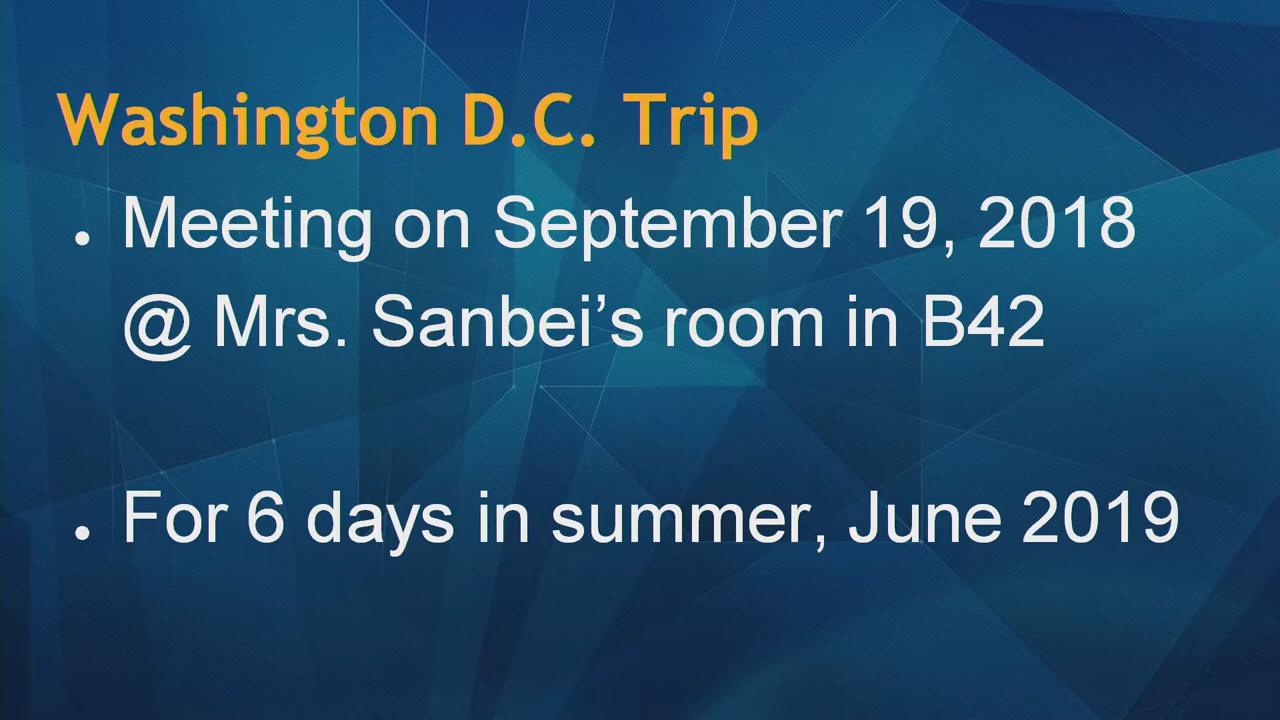 Washington D.C. Trip
• Meeting on September 19, 2018
@ Mrs. Sanbei’s room in B42
• For 6 days in summer, June 2019